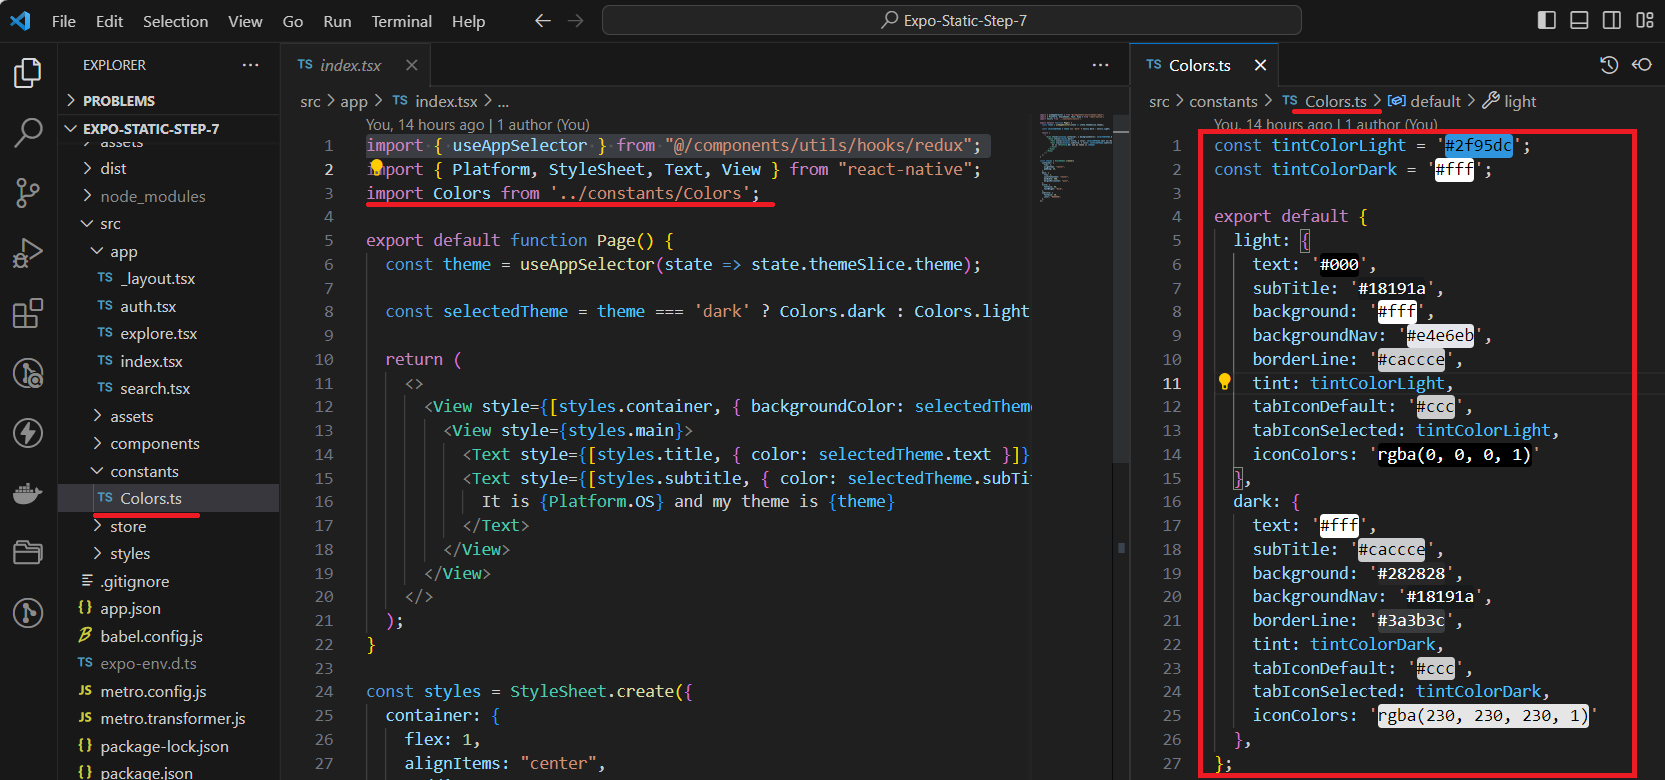 File Edit Selection View Go Run Terminal Help
Expo-Static-Step-7
EXPLORER
PROBLEMS
EXPO-STATIC-STEP-7
assets
dist
node_modules
src
app
TS _layout.tsx
TS auth.tsx
TS explore.tsx
TS index.tsx
TS search.tsx
assets
components
constants
TS Colors.ts
store
styles
.gitignore
{} app.json
babel.config.js
TS expo-env.d.ts
JS metro.config.js
JS metro.transformer.js
{} package-lock.json
{} package.json
TS index.tsx
src > app > TS index.tsx > ...
You, 14 hours ago | 1 author (You)
1 import { useAppSelector } from "@/components/utils/hooks/redux";
2 import { Platform, StyleSheet, Text, View } from "react-native";
3 import Colors from '../constants/Colors';
4
5 export default function Page() {
6 const theme = useAppSelector(state => state.themeSlice.theme);
7
8 const selectedTheme = theme === 'dark' ? Colors.dark : Colors.light
9
10 return (
11 <>
12 <View style={[styles.container, { backgroundColor: selectedTheme
13 <View style={styles.main}>
14 <Text style={[styles.title, { color: selectedTheme.text }]}
15 <Text style={[styles.subtitle, { color: selectedTheme.subTi
16 It is {Platform.OS} and my theme is {theme}
17 </Text>
18 </View>
19 </View>
20 </>
21 );
22 }
23
24 const styles = StyleSheet.create({
25 container: {
26 flex: 1,
27 alignItems: "center",
TS Colors.ts
src > constants > TS Colors.ts > default > light
You, 14 hours ago | 1 author (You)
1 const tintColorLight = '#2f95dc';
2 const tintColorDark = '#fff';
3
4 export default {
5 light: {
6 text: '#000',
7 subTitle: '#18191a',
8 background: '#fff',
9 backgroundNav: '#e4e6eb',
10 borderLine: '#caccce',
11 tint: tintColorLight,
12 tabIconDefault: '#ccc',
13 tabIconSelected: tintColorLight,
14 iconColors: 'rgba(0, 0, 0, 1)'
15 },
16 dark: {
17 text: '#fff',
18 subTitle: '#caccce',
19 background: '#282828',
20 backgroundNav: '#18191a',
21 borderLine: '#3a3b3c',
22 tint: tintColorDark,
23 tabIconDefault: '#ccc',
24 tabIconSelected: tintColorDark,
25 iconColors: 'rgba(230, 230, 230, 1)'
26 },
27 };